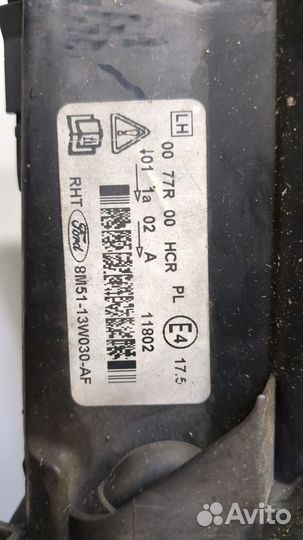 LH 00 77R 00 HCR PL E4 17.5
↓01 1a 02 A
11802
RHT Ford 8M51-13W030-AF
Avito